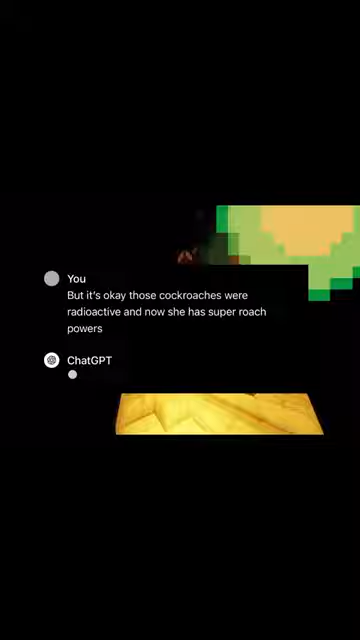 You
But it's okay those cockroaches were
radioactive and now she has super roach
powers
ChatGPT